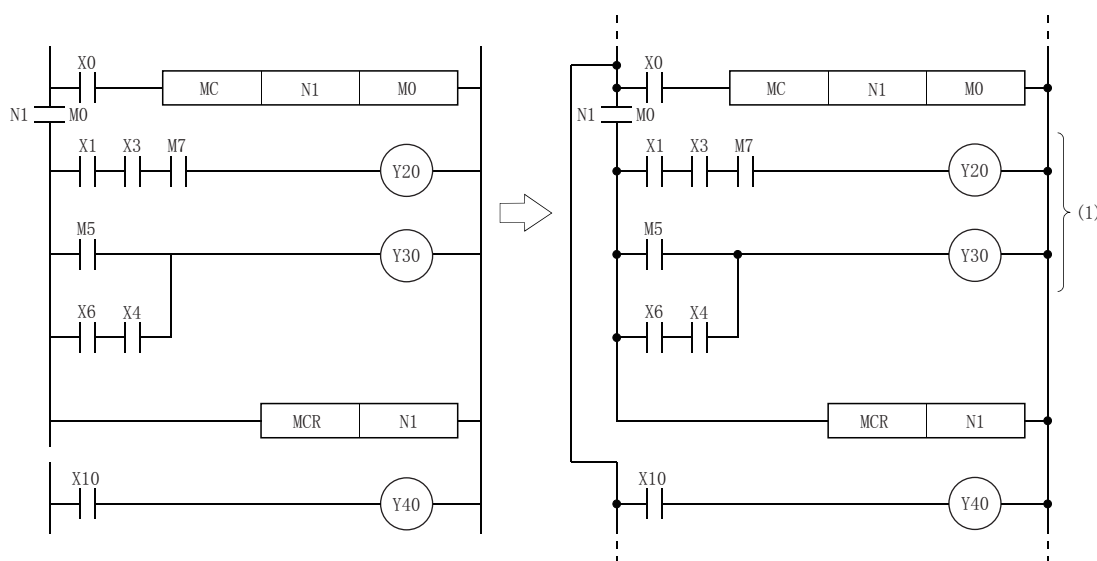 X0
MC N1 M0
N1 M0
X1 X3 M7
Y20
M5
Y30
X6 X4
MCR N1
X10
Y40
X0
MC N1 M0
N1 M0
X1 X3 M7
Y20
(1)
M5
Y30
X6 X4
MCR N1
X10
Y40